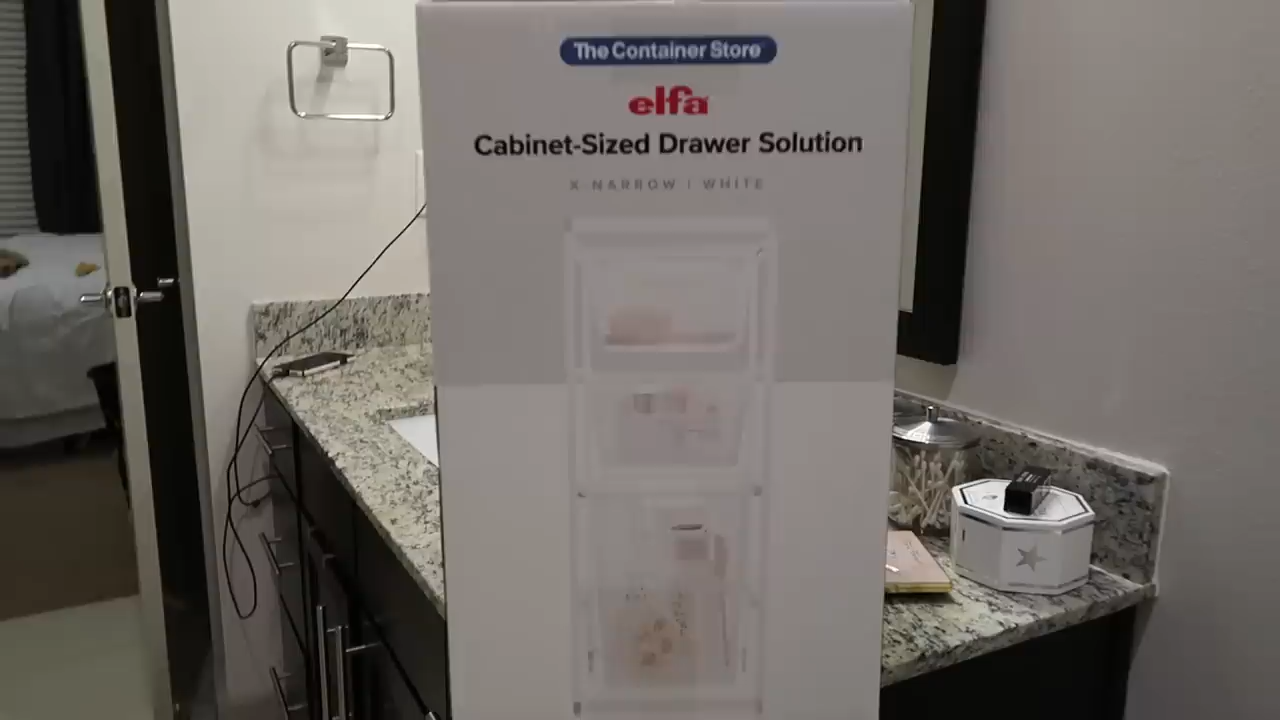 The Container Store
elfa
Cabinet-Sized Drawer Solution
X-NARROW | WHITE